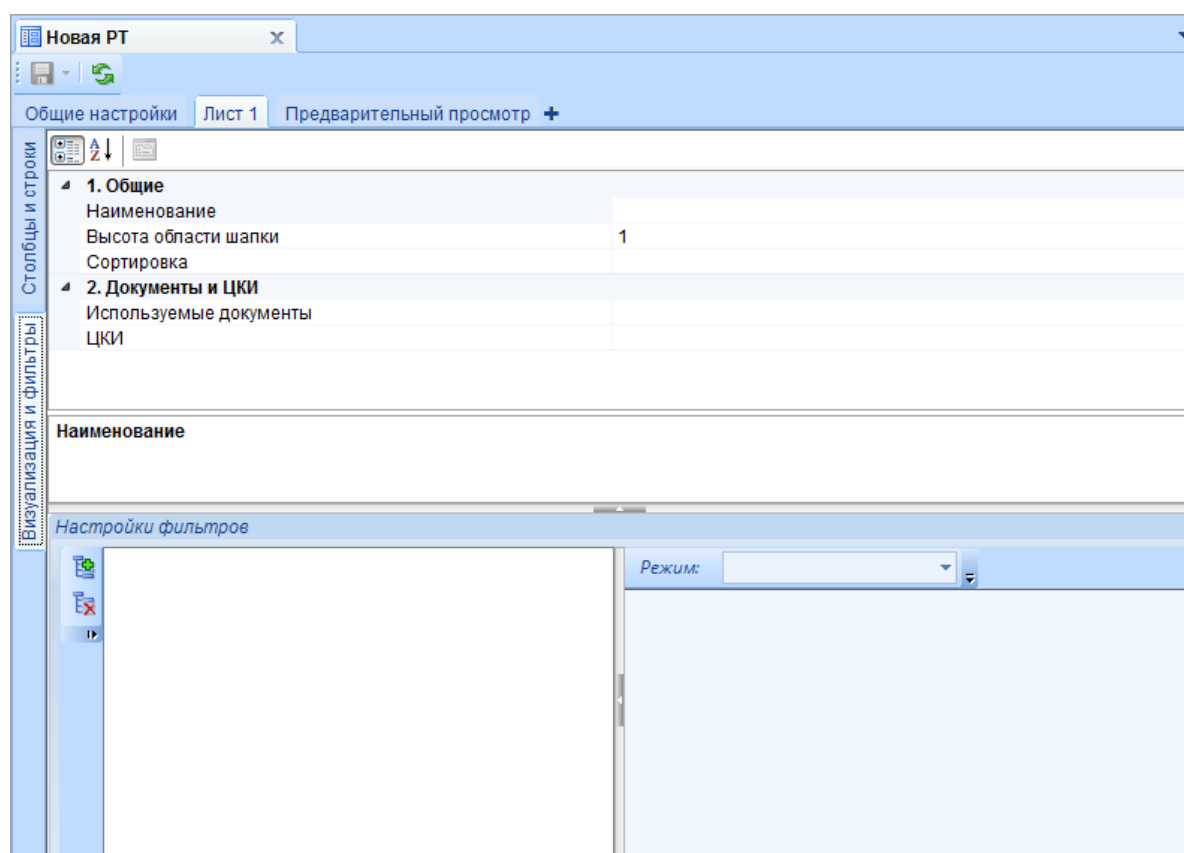 Новая РТ
Общие настройки Лист 1 Предварительный просмотр
Столбцы и строки
Визуализация и фильтры
1. Общие
Наименование
Высота области шапки 1
Сортировка
2. Документы и ЦКИ
Используемые документы
ЦКИ
Наименование
Настройки фильтров
Режим: